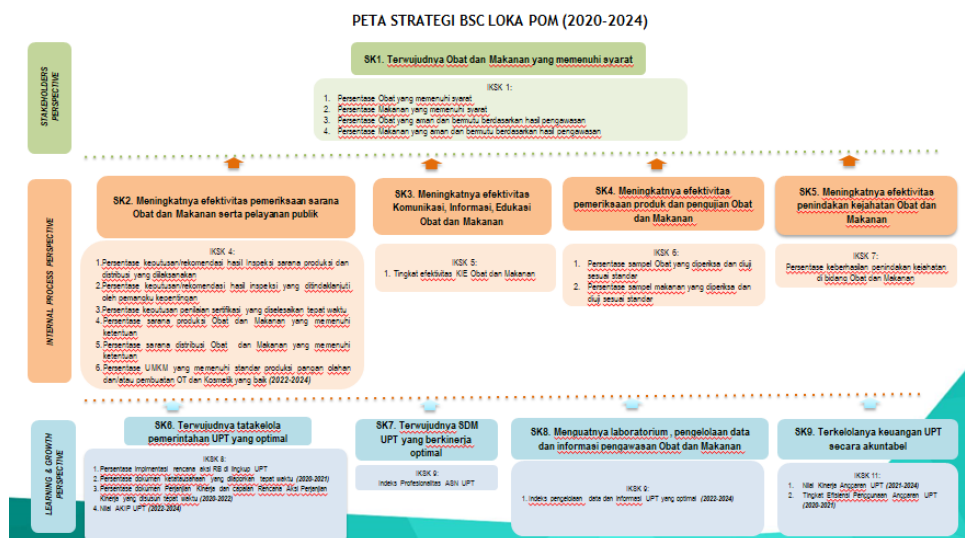 PETA STRATEGI BSC LOKA POM (2020-2024)
STAKEHOLDERS
PERSPECTIVE
SK1. Terwujudnya Obat dan Makanan yang memenuhi syarat
IKSK 1:
1. Persentase Obat yang memenuhi syarat
2. Persentase Makanan yang memenuhi syarat
3. Persentase Obat yang aman dan bermutu berdasarkan hasil pengawasan
4. Persentase Makanan yang aman dan bermutu berdasarkan hasil pengawasan
INTERNAL PROCESS PERSPECTIVE
SK2. Meningkatnya efektivitas pemeriksaan sarana
Obat dan Makanan serta pelayanan publik
IKSK 4:
1.Persentase keputusan/rekomendasi hasil Inspeksi sarana produksi dan
distribusi yang dilaksanakan
2.Persentase keputusan/rekomendasi hasil inspeksi yang ditindaklanjuti
oleh pemangku kepentingan
3.Persentase keputusan penilaian sertifikasi yang diselesaikan tepat waktu
4.Persentase sarana produksi Obat dan Makanan yang memenuhi
ketentuan
5.Persentase sarana distribusi Obat dan Makanan yang memenuhi
ketentuan
6.Persentase UMKM yang memenuhi standar produksi pangan olahan
dan/atau pembuatan OT dan Kosmetik yang baik (2022-2024)
SK3. Meningkatnya efektivitas
Komunikasi, Informasi, Edukasi
Obat dan Makanan
IKSK 5:
1. Tingkat efektivitas KIE Obat dan Makanan
SK4. Meningkatnya efektivitas
pemeriksaan produk dan pengujian Obat
dan Makanan
IKSK 6:
1. Persentase sampel Obat yang diperiksa dan diuji
sesuai standar
2. Persentase sampel makanan yang diperiksa dan
diuji sesuai standar
SK5. Meningkatnya efektivitas
penindakan kejahatan Obat dan
Makanan
IKSK 7:
Persentase keberhasilan penindakan kejahatan
di bidang Obat dan Makanan
LEARNING & GROWTH
PERSPECTIVE
SK6. Terwujudnya tatakelola
pemerintahan UPT yang optimal
IKSK 8:
1. Persentase implmentasi rencana aksi RB di lingkup UPT
2. Persentase dokumen ketatausahaan yang dilaporkan tepat waktu (2020-2021)
3. Persentase dokumen Perjanjian Kinerja dan capaian Rencana Aksi Perjanjian
Kinerja yang disusun tepat waktu (2020-2022)
4. Nilai AKIP UPT (2022-2024)
SK7. Terwujudnya SDM
UPT yang berkinerja
optimal
IKSK 9:
Indeks Profesionalitas ASN UPT
SK8. Menguatnya laboratorium , pengelolaan data
dan informasi pengawasan Obat dan Makanan
IKSK 9:
1. Indeks pengelolaan data dan Informasi UPT yang optimal (2022-2024)
SK9. Terkelolanya keuangan UPT
secara akuntabel
IKSK 11:
1. Nilai Kinerja Anggaran UPT (2021-2024)
2. Tingkat Efisiensi Penggunaan Anggaran UPT
(2020-2021)